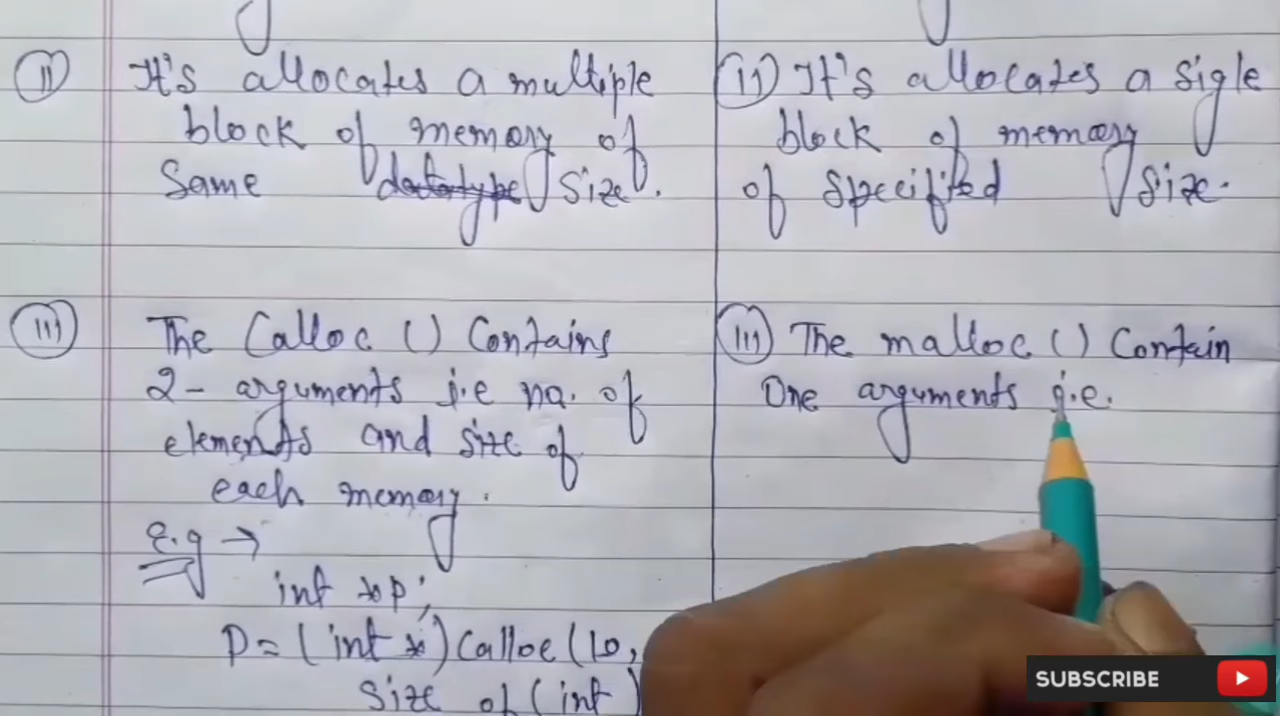 (ii) It's allocates a multiple
block of memory of
Same datatype size.
(iii) The Calloc () Contains
2- arguments i.e no. of
elements and size of
each memory.
E.g →
int *p;
P = (int *) Calloc (10,
Size of (int)
(ii) It's allocates a Sigle
block of memory
of specified size.
(iii) The malloc () Contain
One arguments i.e.
SUBSCRIBE